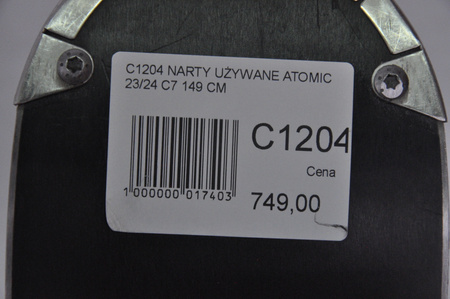 C1204 NARTY UŻYWANE ATOMIC
23/24 C7 149 CM
C1204
Cena
1 000000 017403
749,00